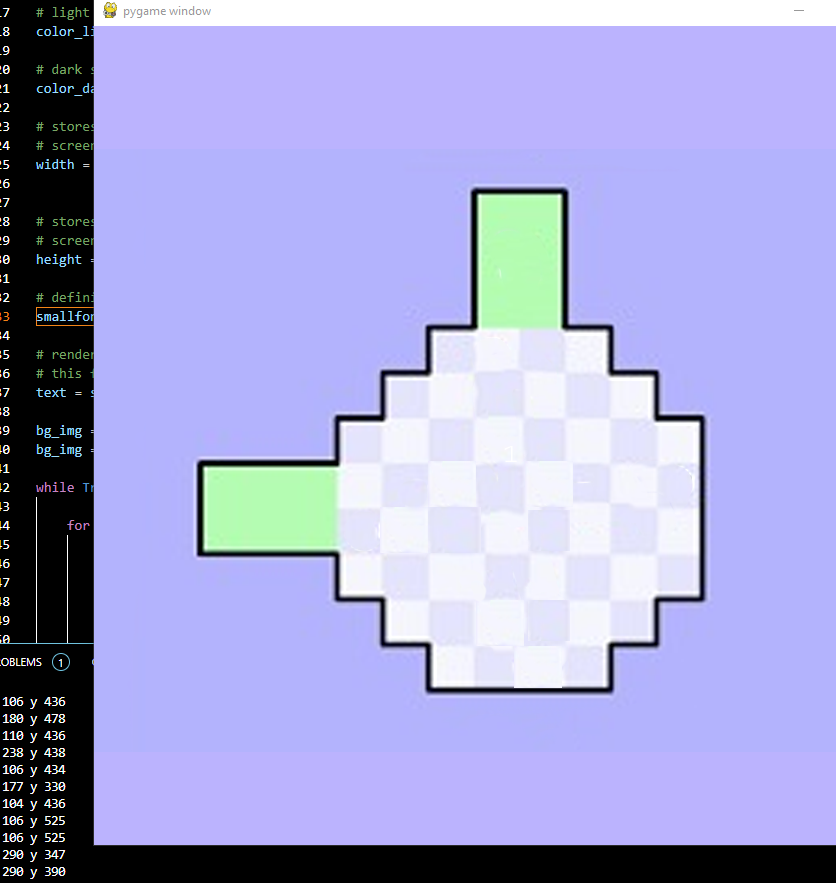 pygame window
17 # light
18 color_li
19
20 # dark s
21 color_da
22
23 # stores
24 # screen
25 width =
26
27
28 # stores
29 # screen
30 height =
31
32 # defini
33 smallfon
34
35 # render
36 # this t
37 text = s
38
39 bg_img =
40 bg_img =
41
42 while Tr
43
44 for
45
46
47
48
49
50
OBLEMS 1
106 y 436
180 y 478
110 y 436
238 y 438
106 y 434
177 y 330
104 y 436
106 y 525
106 y 525
290 y 347
290 y 390